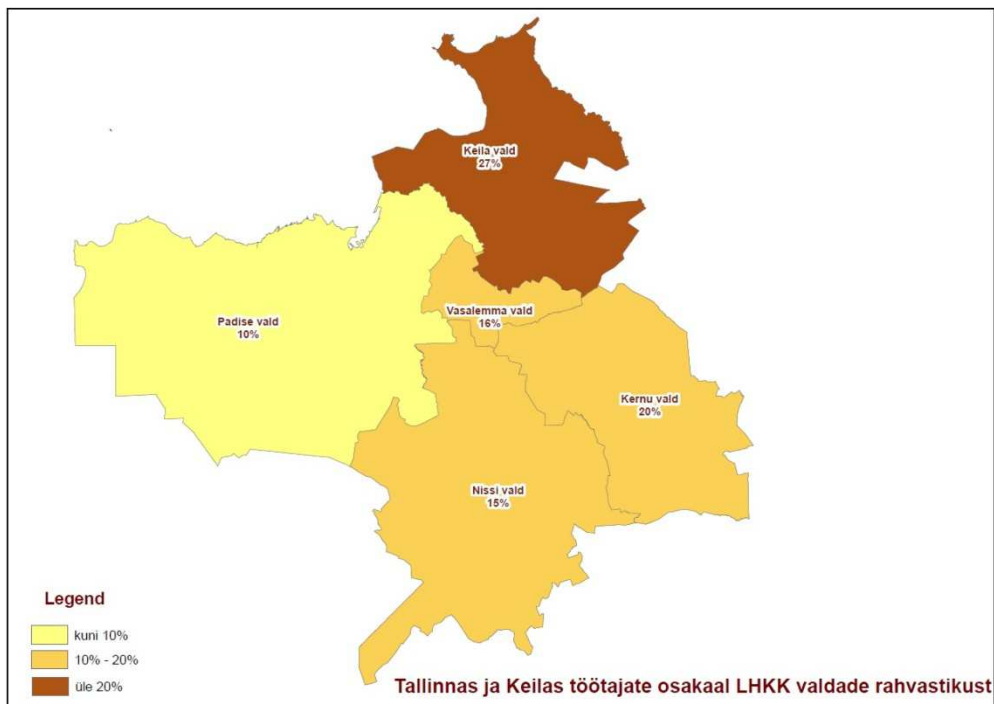 Keila vald
27%
Padise vald
10%
Vasalemma vald
16%
Kernu vald
20%
Nissi vald
15%
Legend
kuni 10%
10% - 20%
üle 20%
Tallinnas ja Keilas töötajate osakaal LHKK valdade rahvastikust